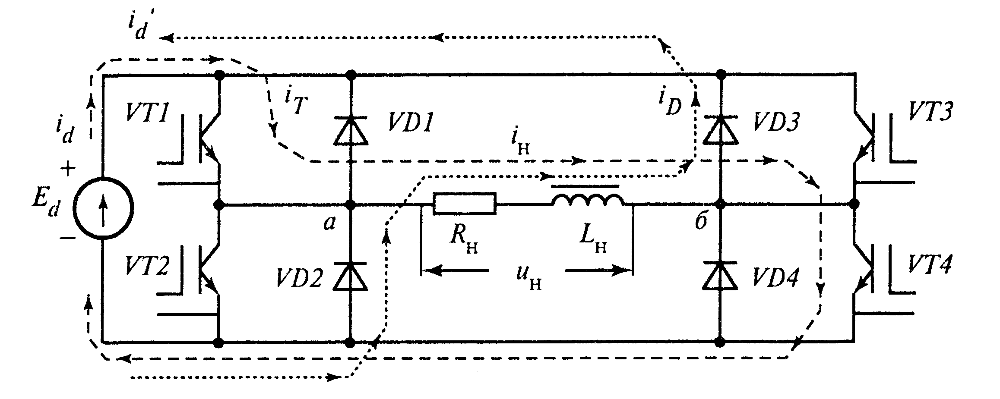 i_d'
i_T
i_D
VT1
VD1
VD3
VT3
i_d
i_н
+
E_d
a
б
R_н
L_н
−
VT2
VD2
u_н
VD4
VT4